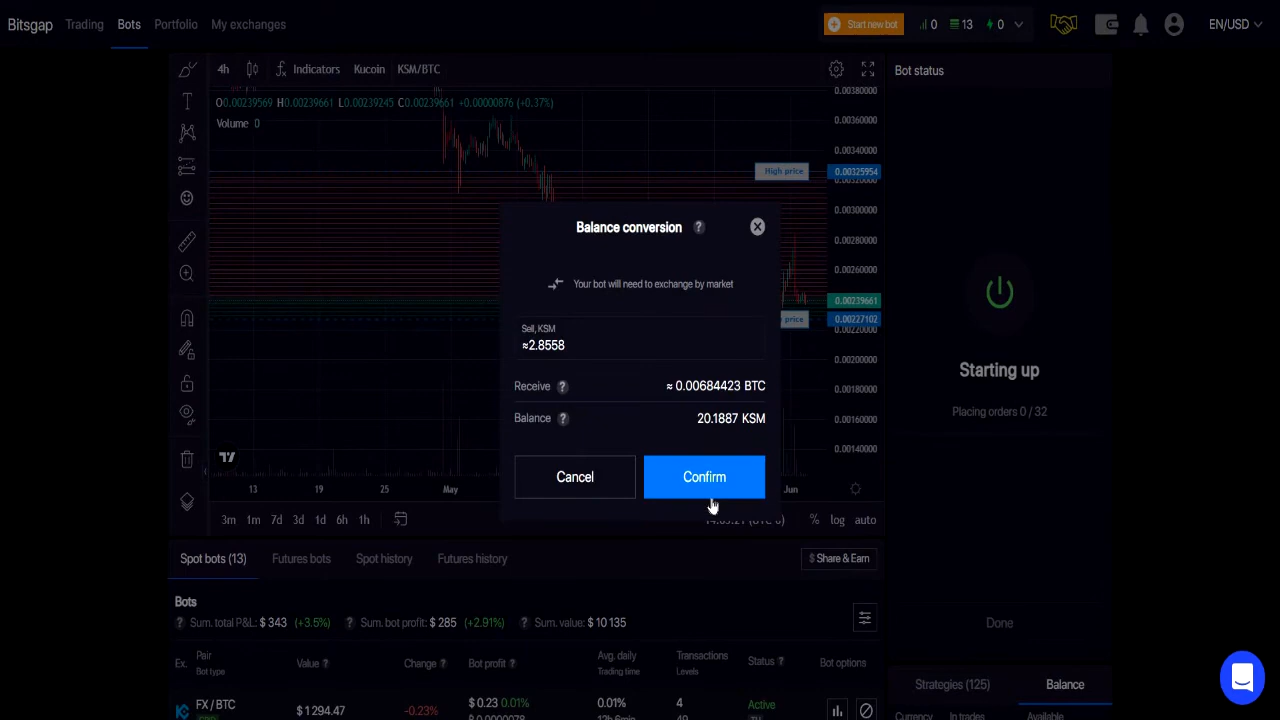 Bitsgap Trading Bots Portfolio My exchanges Start new bot 0 13 0 EN/USD
4h Indicators Kucoin KSM/BTC
Bot status
O0.00239569 H0.00239661 L0.00239245 C0.00239661 +0.00000876 (+0.37%)
Volume 0
0.00380000
0.00360000
0.00340000
High price 0.00325954
0.00320000
0.00300000
0.00280000
0.00260000
0.00239661
price 0.00227102
0.00220000
0.00200000
0.00180000
0.00160000
0.00140000
Balance conversion ?
Your bot will need to exchange by market
Sell, KSM
≈2.8558
Receive ? ≈ 0.00684423 BTC
Balance ? 20.1887 KSM
Cancel Confirm
Starting up
Placing orders 0 / 32
Done
13 19 25 May Jun
3m 1m 7d 3d 1d 6h 1h % log auto
Spot bots (13) Futures bots Spot history Futures history $ Share & Earn
Bots
? Sum. total P&L: $ 343 (+3.5%) ? Sum. bot profit: $ 285 (+2.91%) ? Sum. value: $ 10 135
Ex. Pair Value ? Change ? Bot profit ? Avg. daily Transactions Status ? Bot options
Bot type Trading time Levels
FX / BTC $ 1 294.47 -0.23% $ 0.23 0.01% 0.01% 4 Active
Strategies (125) Balance
Currency In trades Available